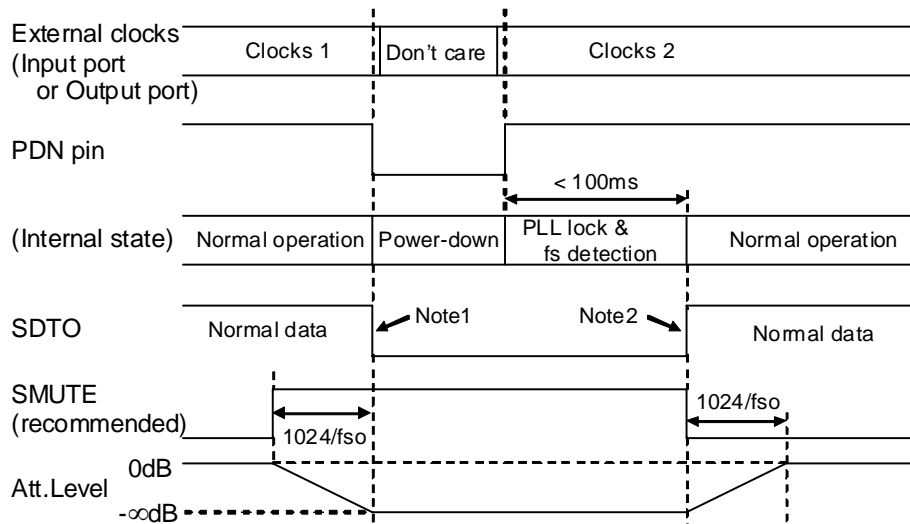 External clocks
(Input port
or Output port)
Clocks 1
Don't care
Clocks 2
PDN pin
< 100ms
(Internal state)
Normal operation
Power-down
PLL lock &
fs detection
Normal operation
SDTO
Normal data
Note1
Note2
Normal data
SMUTE
(recommended)
1024/fso
1024/fso
Att.Level
0dB
-∞dB